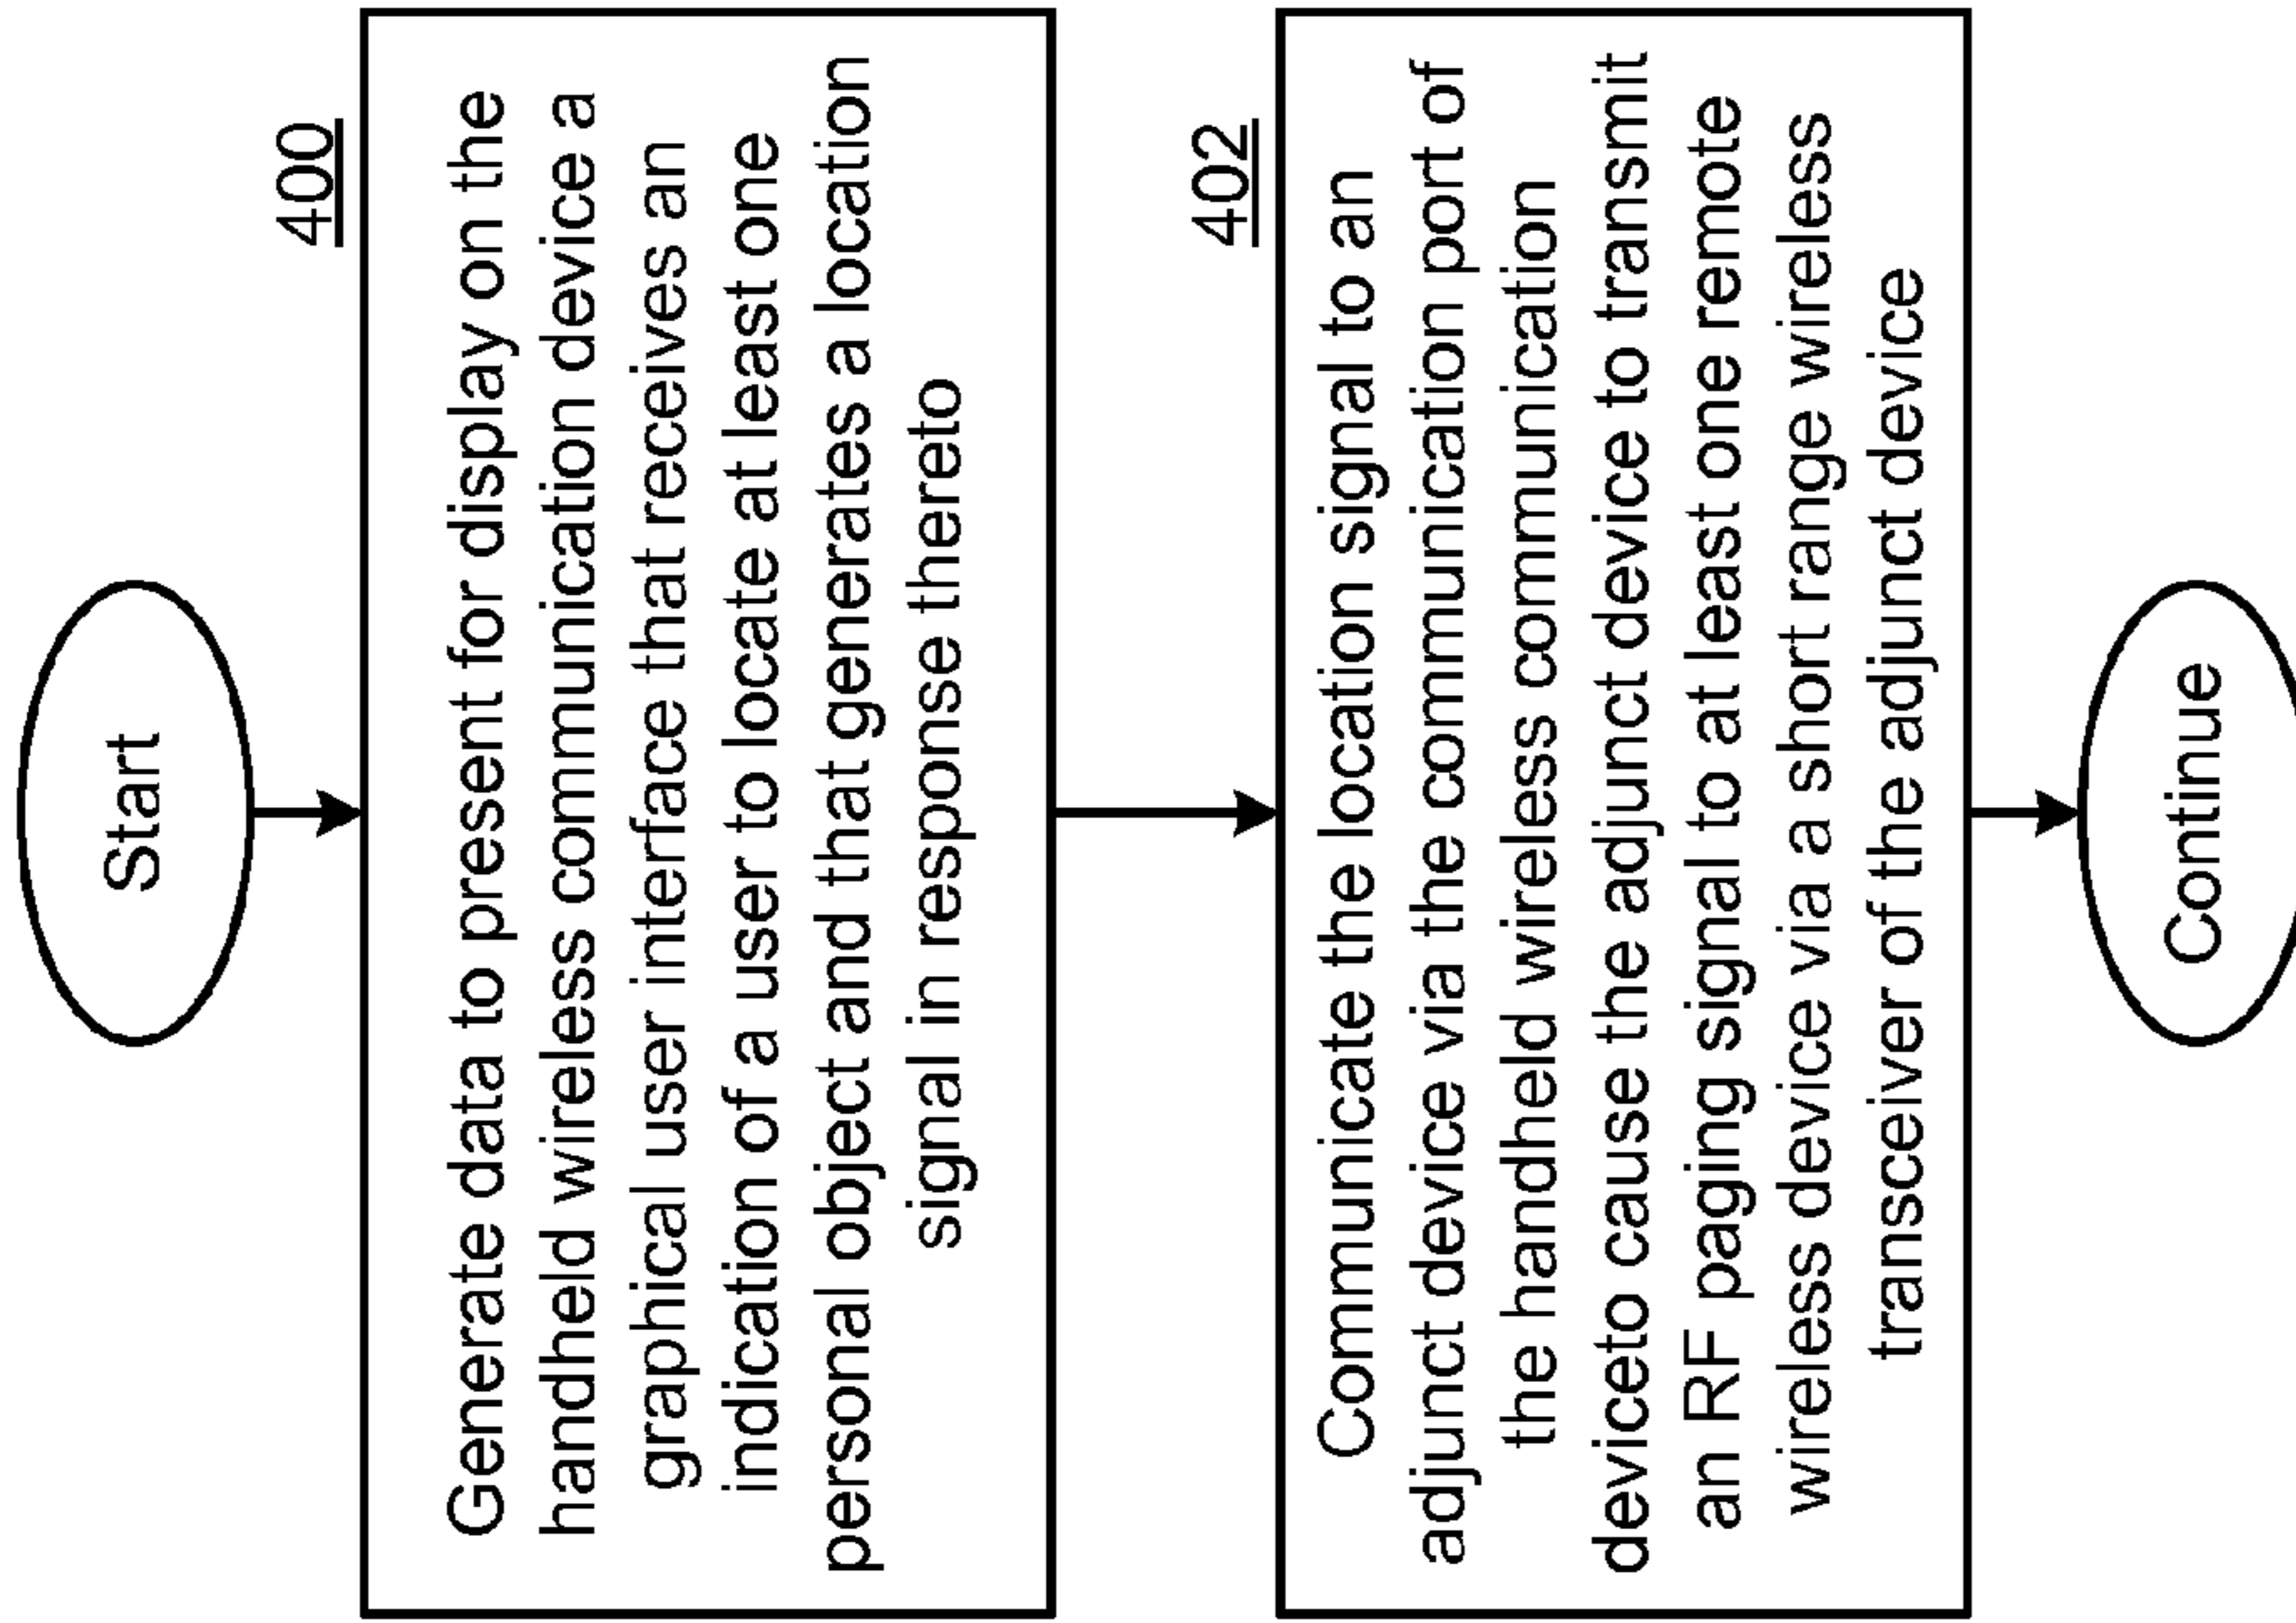 Start
400
Generate data to present for display on the
handheld wireless communication device a
graphical user interface that receives an
indication of a user to locate at least one
personal object and that generates a location
signal in response thereto
402
Communicate the location signal to an
adjunct device via the communication port of
the handheld wireless communication
deviceto cause the adjunct device to transmit
an RF paging signal to at least one remote
wireless device via a short range wireless
transceiver of the adjunct device
Continue